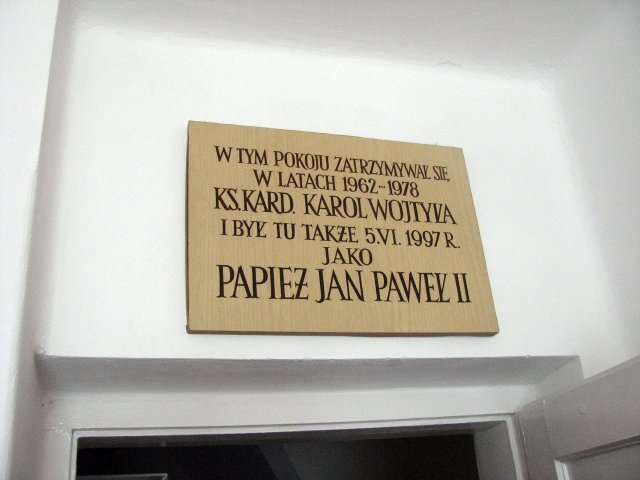 W TYM POKOJU ZATRZYMYWAŁ SIĘ
W LATACH 1962-1978
KS. KARD. KAROL WOJTYŁA
I BYŁ TU TAKŻE 5.VI. 1997 R.
JAKO
PAPIEŻ JAN PAWEŁ II